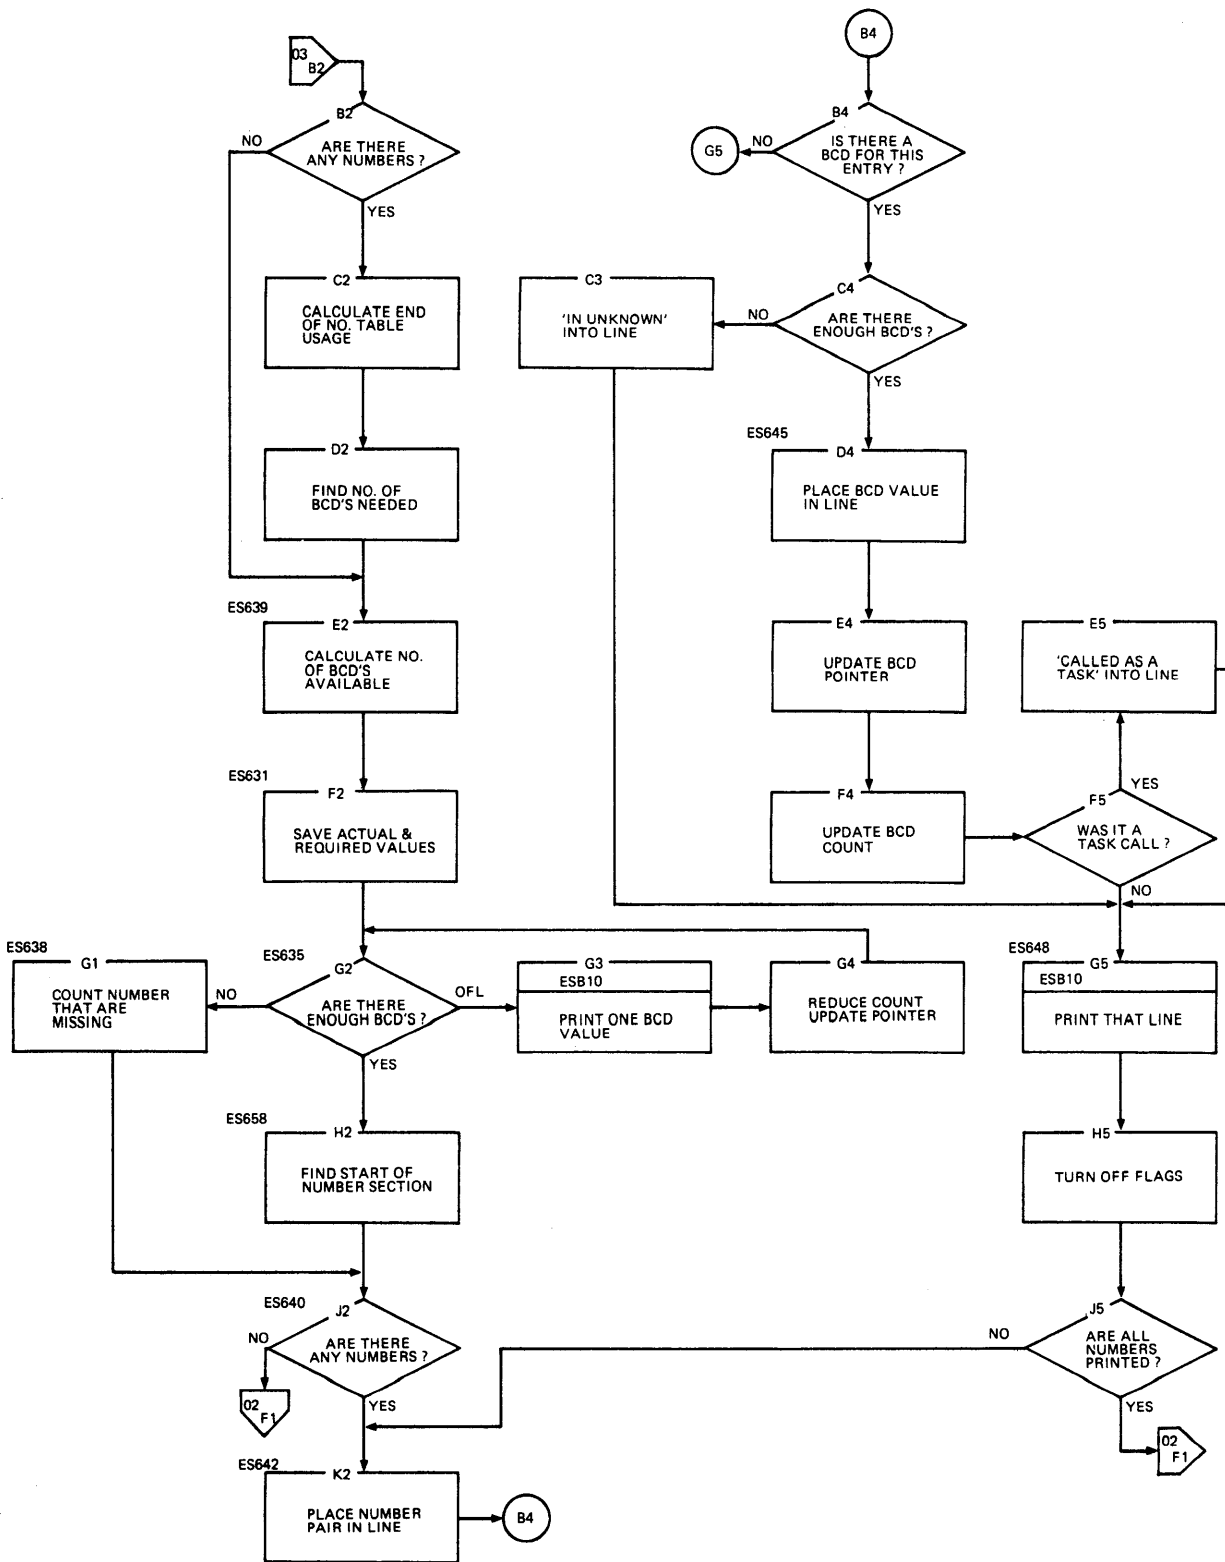 03
B2
B2
NO
ARE THERE
ANY NUMBERS ?
YES
C2
CALCULATE END
OF NO. TABLE
USAGE
D2
FIND NO. OF
BCD'S NEEDED
ES639
E2
CALCULATE NO.
OF BCD'S
AVAILABLE
ES631
F2
SAVE ACTUAL &
REQUIRED VALUES
ES638
G1
COUNT NUMBER
THAT ARE
MISSING
ES635
G2
NO
ARE THERE
ENOUGH BCD'S ?
OFL
YES
G3
ESB10
PRINT ONE BCD
VALUE
G4
REDUCE COUNT
UPDATE POINTER
ES658
H2
FIND START OF
NUMBER SECTION
ES640
J2
NO
ARE THERE
ANY NUMBERS ?
YES
02
F1
ES642
K2
PLACE NUMBER
PAIR IN LINE
B4
B4
B4
G5
NO
IS THERE A
BCD FOR THIS
ENTRY ?
YES
C3
'IN UNKNOWN'
INTO LINE
C4
NO
ARE THERE
ENOUGH BCD'S ?
YES
ES645
D4
PLACE BCD VALUE
IN LINE
E4
UPDATE BCD
POINTER
F4
UPDATE BCD
COUNT
E5
'CALLED AS A
TASK' INTO LINE
YES
F5
WAS IT A
TASK CALL ?
NO
ES648
G5
ESB10
PRINT THAT LINE
H5
TURN OFF FLAGS
J5
NO
ARE ALL
NUMBERS
PRINTED ?
YES
02
F1